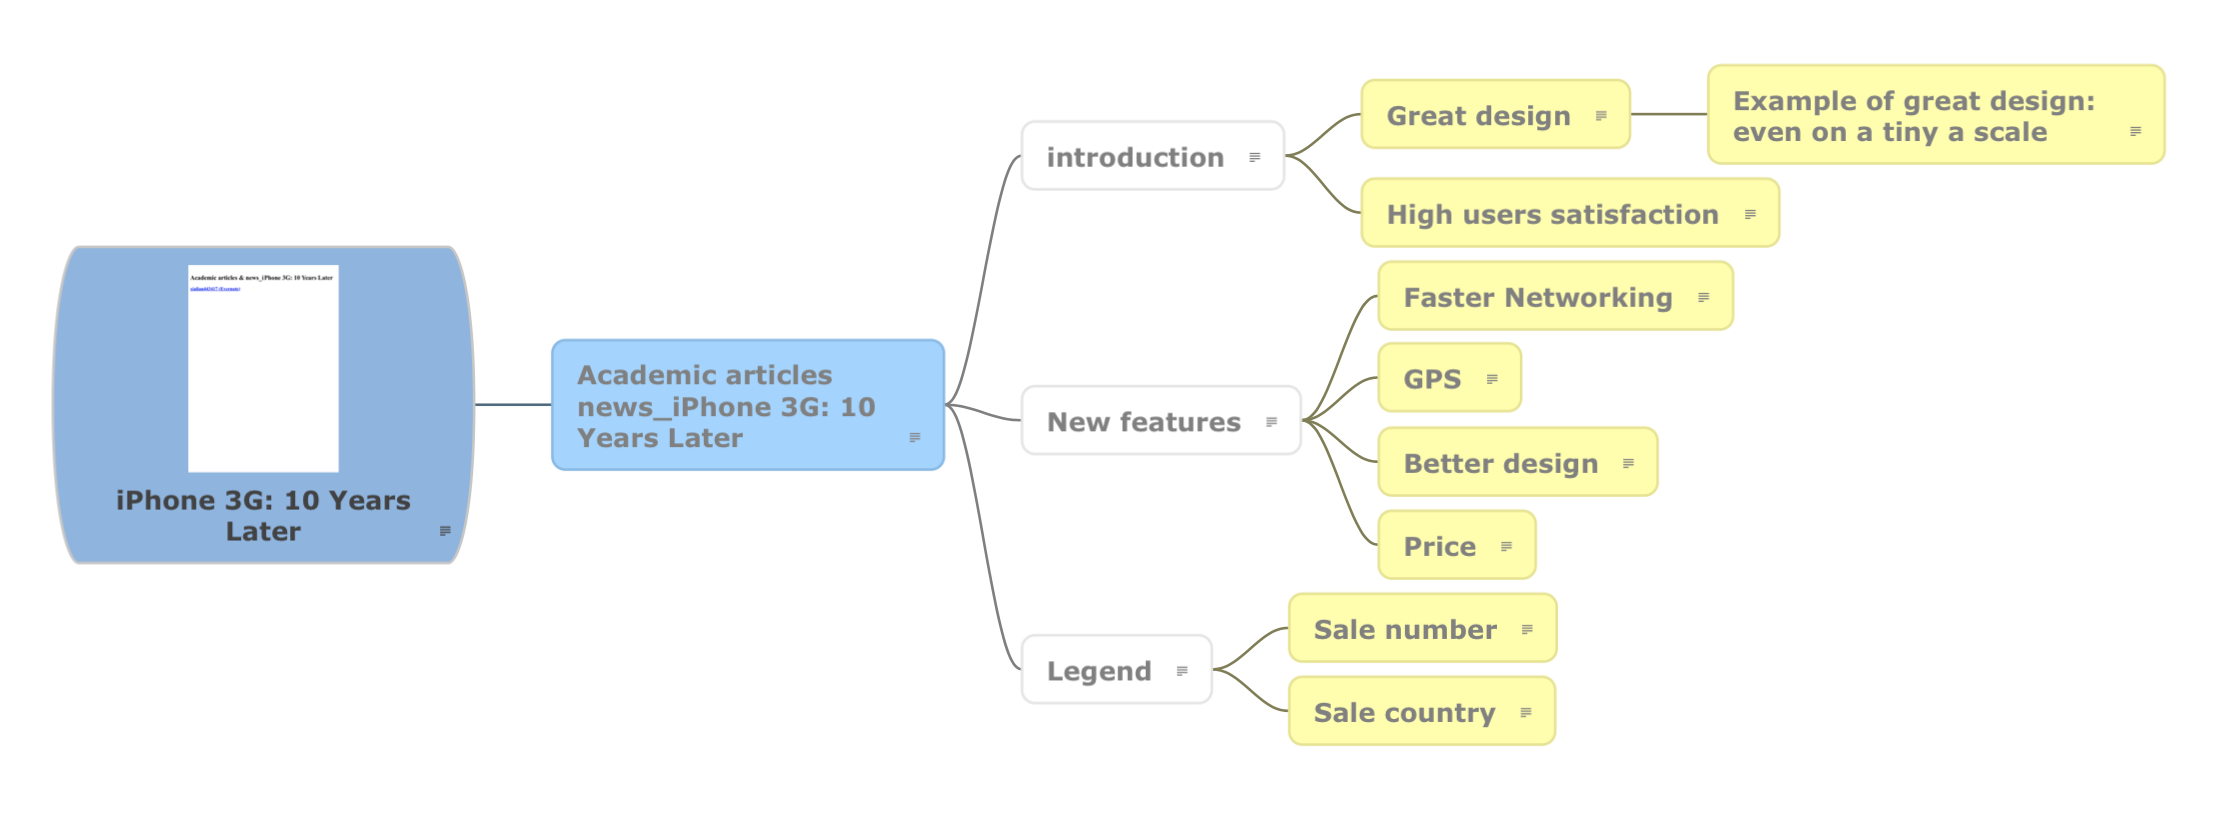 Academic articles & news_iPhone 3G: 10 Years Later
iPhone 3G: 10 Years
Later
Academic articles
news_iPhone 3G: 10
Years Later
introduction
Great design
Example of great design:
even on a tiny a scale
High users satisfaction
New features
Faster Networking
GPS
Better design
Price
Legend
Sale number
Sale country